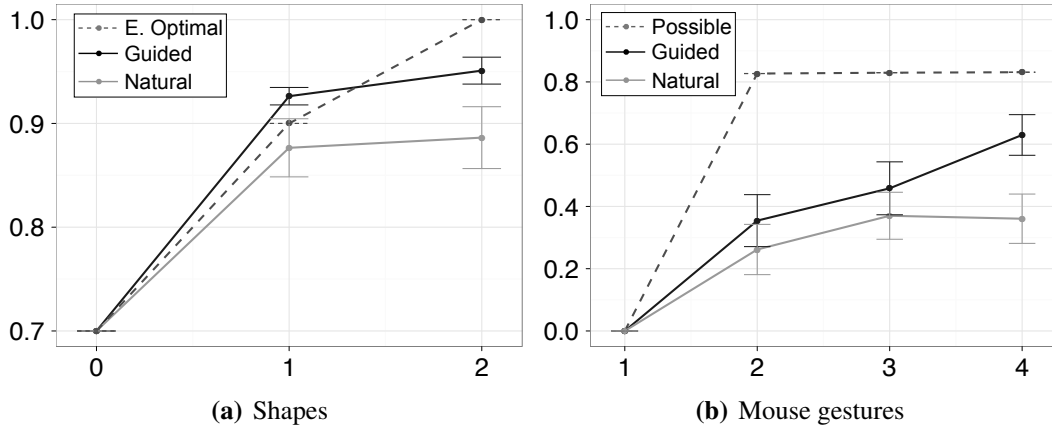 E. Optimal
Guided
Natural
1.0
0.9
0.8
0.7
0 1 2
(a) Shapes
Possible
Guided
Natural
1.0
0.8
0.6
0.4
0.2
0.0
1 2 3 4
(b) Mouse gestures